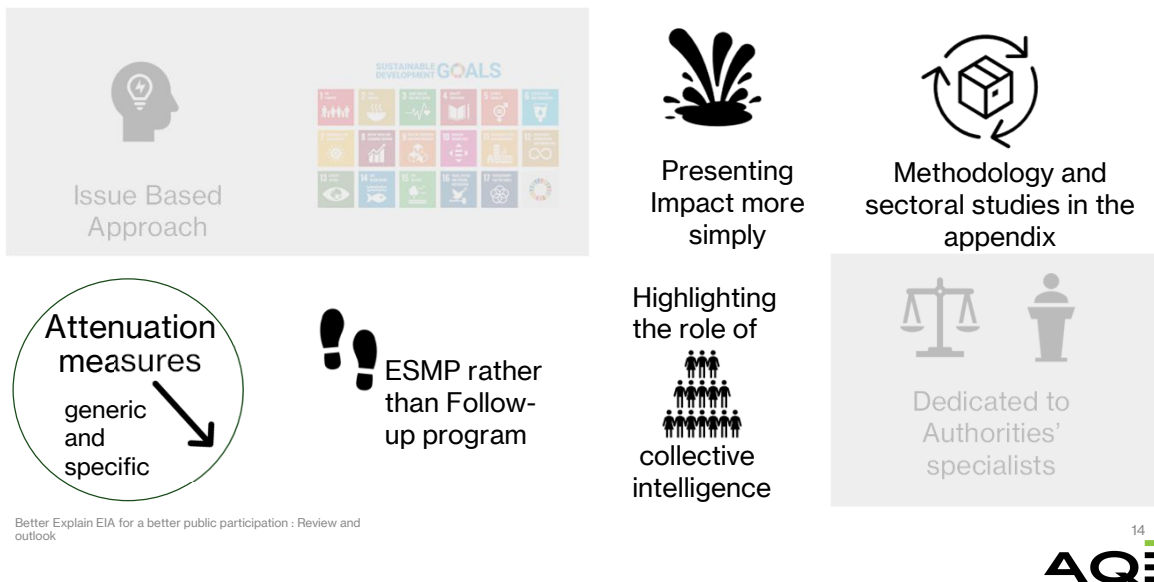 Issue Based
Approach
SUSTAINABLE
DEVELOPMENT GOALS
Presenting
Impact more
simply
Methodology and
sectoral studies in the
appendix
Attenuation
measures
generic
and
specific
ESMP rather
than Follow-
up program
Highlighting
the role of
collective
intelligence
Dedicated to
Authorities'
specialists
Better Explain EIA for a better public participation : Review and
outlook
14